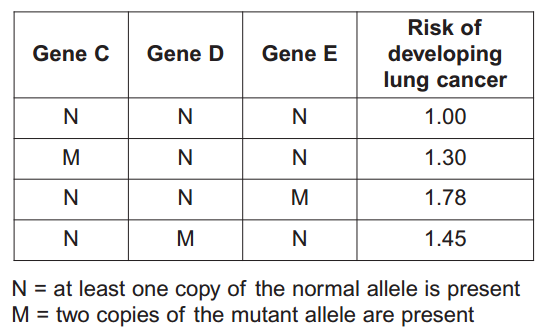 Gene C Gene D Gene E Risk of
developing
lung cancer
N N N 1.00
M N N 1.30
N N M 1.78
N M N 1.45
N = at least one copy of the normal allele is present
M = two copies of the mutant allele are present